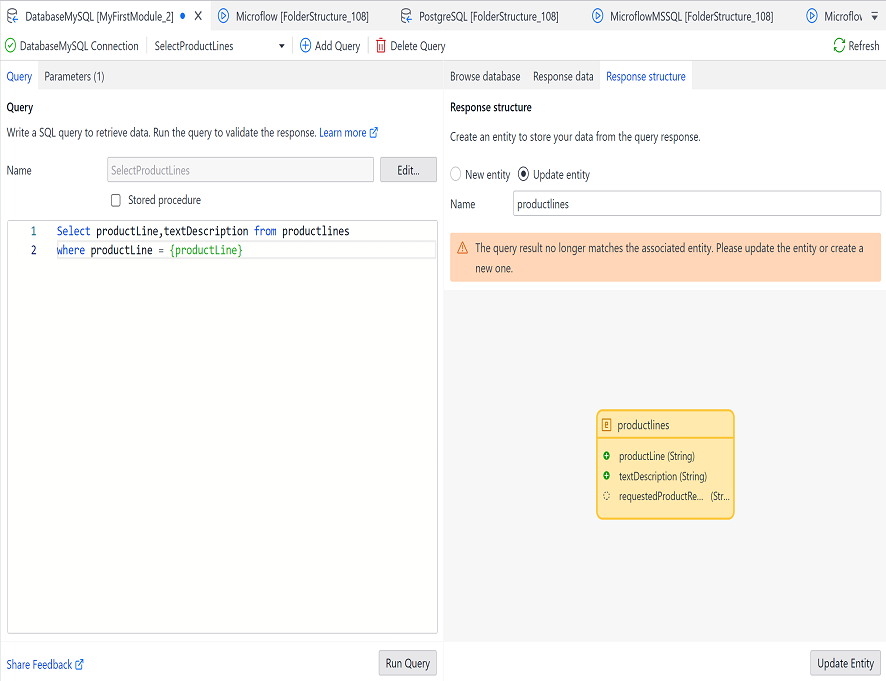 DatabaseMySQL [MyFirstModule_2] Microflow [FolderStructure_108] PostgreSQL [FolderStructure_108] MicroflowMSSQL [FolderStructure_108] Microflov
DatabaseMySQL Connection SelectProductLines Add Query Delete Query Refresh
Query Parameters (1)
Query
Write a SQL query to retrieve data. Run the query to validate the response. Learn more
Name SelectProductLines Edit...
Stored procedure
1 Select productLine,textDescription from productlines
2 where productLine = {productLine}
Share Feedback Run Query
Browse database Response data Response structure
Response structure
Create an entity to store your data from the query response.
New entity Update entity
Name productlines
The query result no longer matches the associated entity. Please update the entity or create a
new one.
productlines
productLine (String)
textDescription (String)
requestedProductRe... (Str...
Update Entity